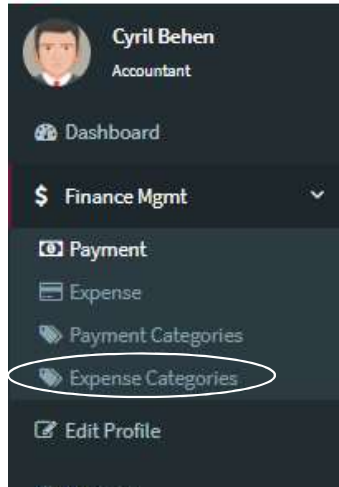 Cyril Behen
Accountant
Dashboard
$ Finance Mgmt
Payment
Expense
Payment Categories
Expense Categories
Edit Profile